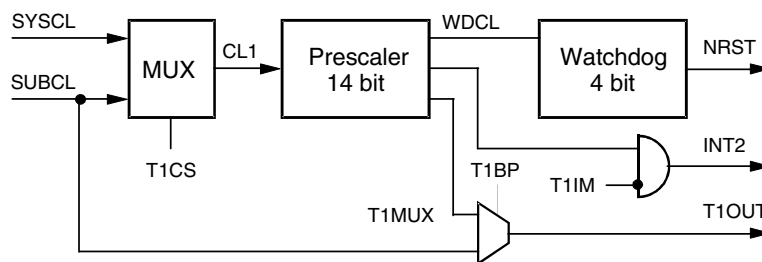 SYSCL
SUBCL
MUX
T1CS
CL1
Prescaler
14 bit
WDCL
Watchdog
4 bit
NRST
INT2
T1BP
T1IM
T1MUX
T1OUT